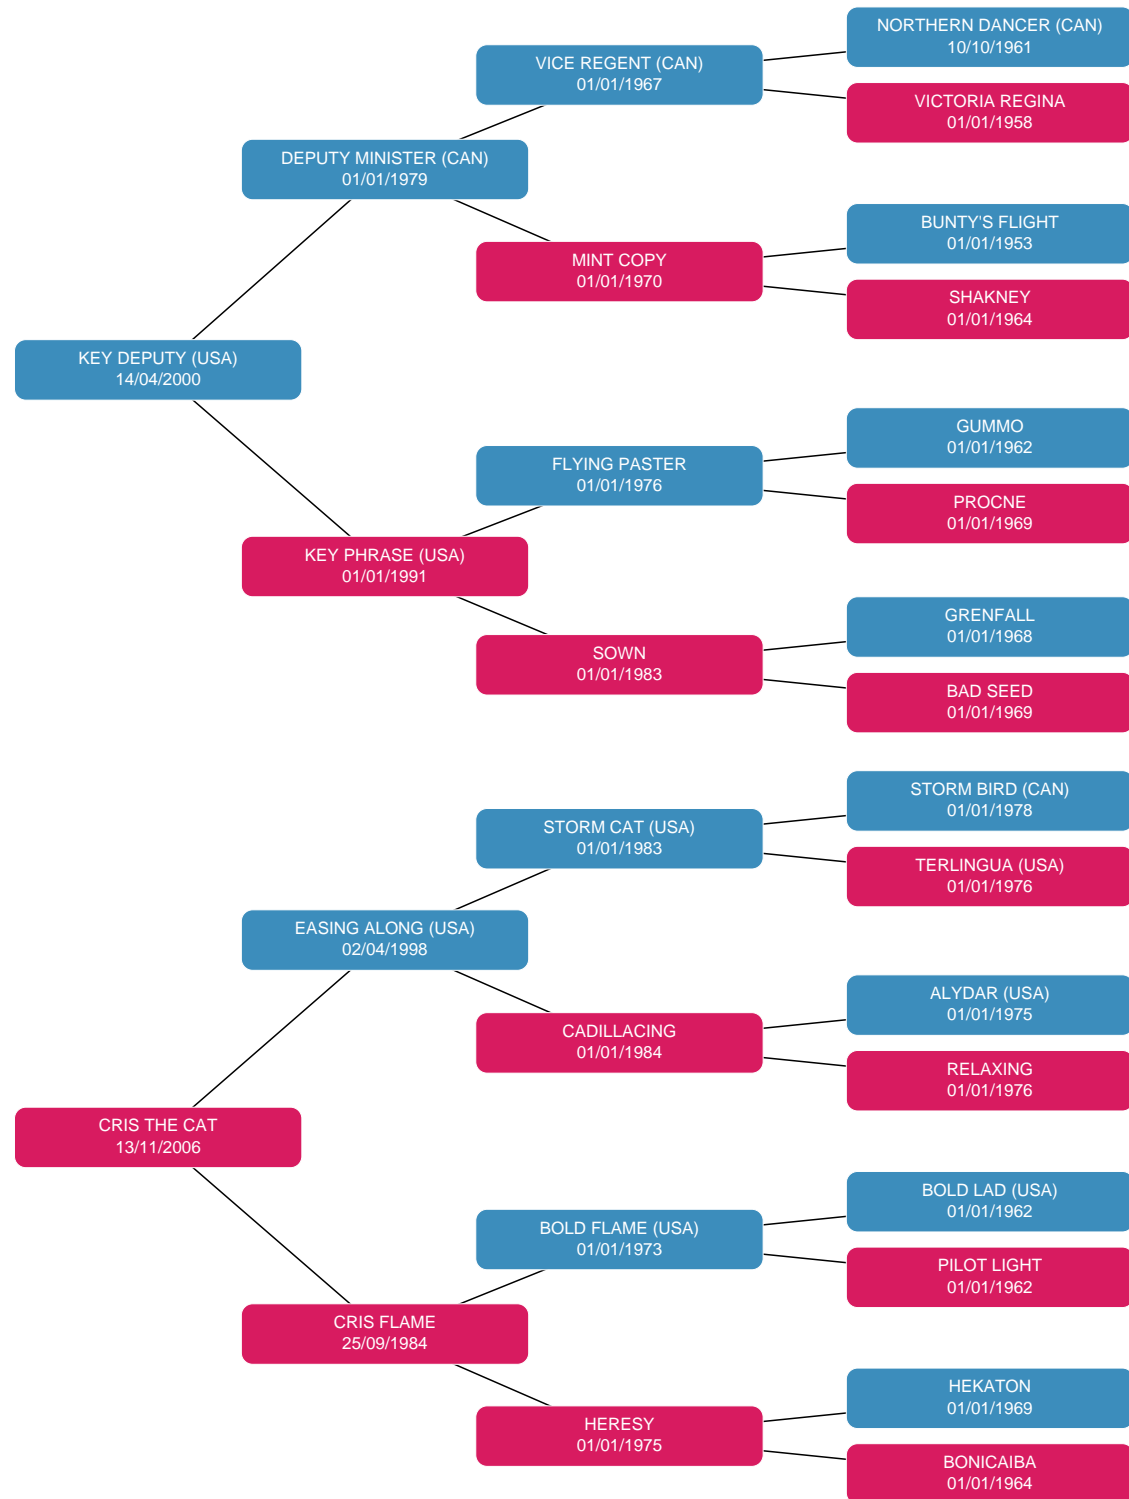 NORTHERN DANCER (CAN)
10/10/1961
VICE REGENT (CAN)
01/01/1967
VICTORIA REGINA
01/01/1958
DEPUTY MINISTER (CAN)
01/01/1979
BUNTY'S FLIGHT
01/01/1953
MINT COPY
01/01/1970
SHAKNEY
01/01/1964
KEY DEPUTY (USA)
14/04/2000
GUMMO
01/01/1962
FLYING PASTER
01/01/1976
PROCNE
01/01/1969
KEY PHRASE (USA)
01/01/1991
GRENFALL
01/01/1968
SOWN
01/01/1983
BAD SEED
01/01/1969
STORM BIRD (CAN)
01/01/1978
STORM CAT (USA)
01/01/1983
TERLINGUA (USA)
01/01/1976
EASING ALONG (USA)
02/04/1998
ALYDAR (USA)
01/01/1975
CADILLACING
01/01/1984
RELAXING
01/01/1976
CRIS THE CAT
13/11/2006
BOLD LAD (USA)
01/01/1962
BOLD FLAME (USA)
01/01/1973
PILOT LIGHT
01/01/1962
CRIS FLAME
25/09/1984
HEKATON
01/01/1969
HERESY
01/01/1975
BONICAIBA
01/01/1964